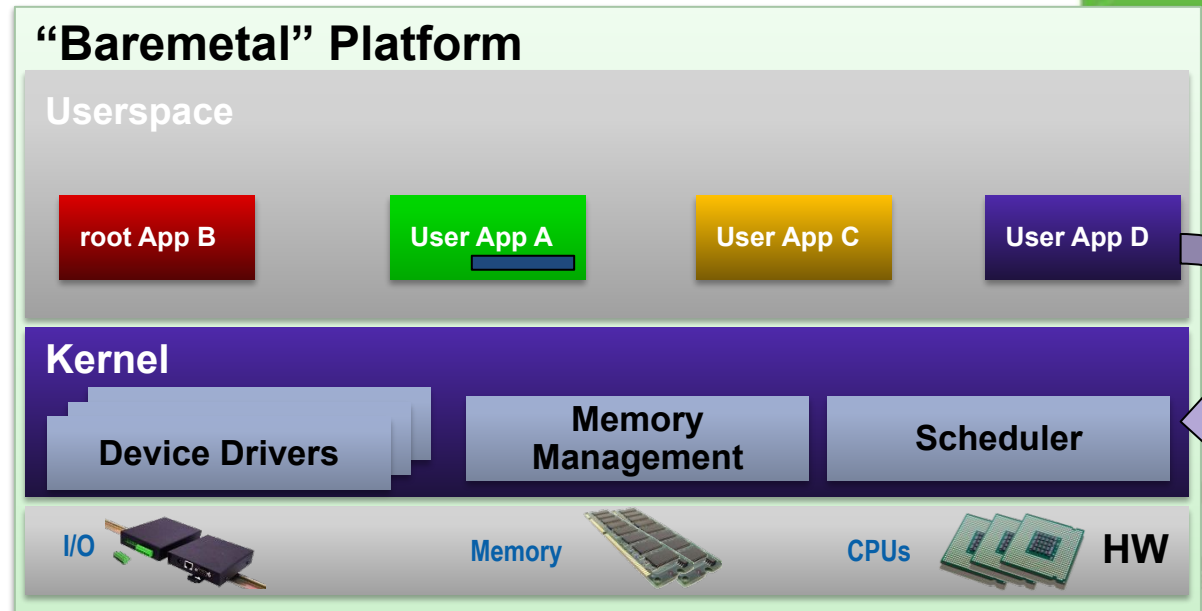 “Baremetal” Platform
Userspace
root App B
User App A
User App C
User App D
Kernel
Device Drivers
Memory
Management
Scheduler
I/O
Memory
CPUs
HW